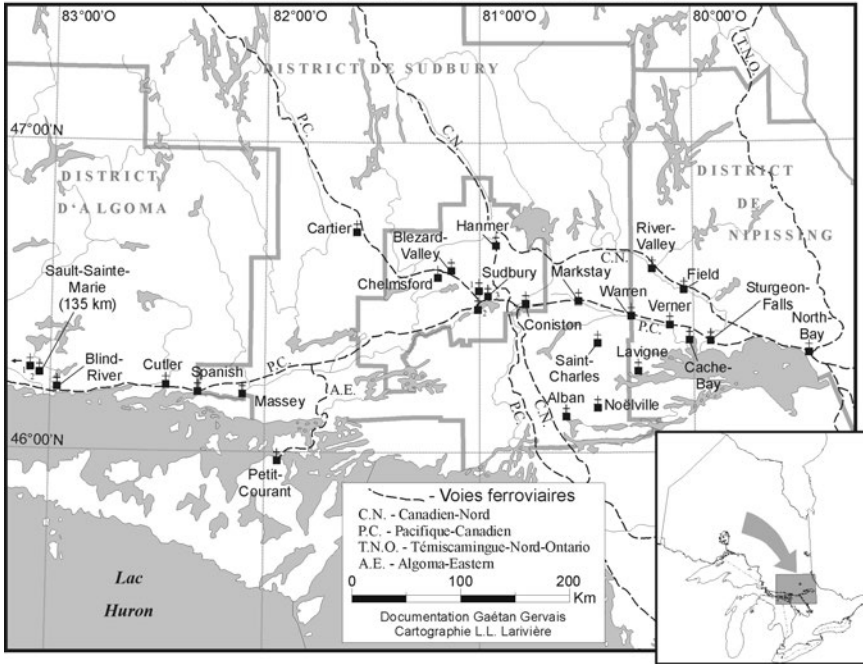 83°00'O
82°00'O
81°00'O
80°00'O
T.N.O.
DISTRICT DE SUDBURY
P.C.
C.N.
47°00'N
DISTRICT
D'ALGOMA
DISTRICT
DE
NIPISSING
Cartier
Blezard-
Valley
Hanmer
River-
Valley
C.N.
Chelmsford
Sudbury
Markstay
Field
Sault-Sainte-
Marie
(135 km)
Warren
Verner
Sturgeon-
Falls
P.C.
North
Bay
Coniston
Blind-
River
Cutler
Spanish
P.C.
Saint-
Charles
Lavigne
Cache-
Bay
Massey
A.E.
Alban
Noëlville
P.C.
C.N.
46°00'N
Petit-
Courant
- Voies ferroviaires
C.N. - Canadien-Nord
P.C. - Pacifique-Canadien
T.N.O. - Témiscamingue-Nord-Ontario
A.E. - Algoma-Eastern
0 100 200
Km
Documentation Gaétan Gervais
Cartographie L.L. Larivière
Lac
Huron